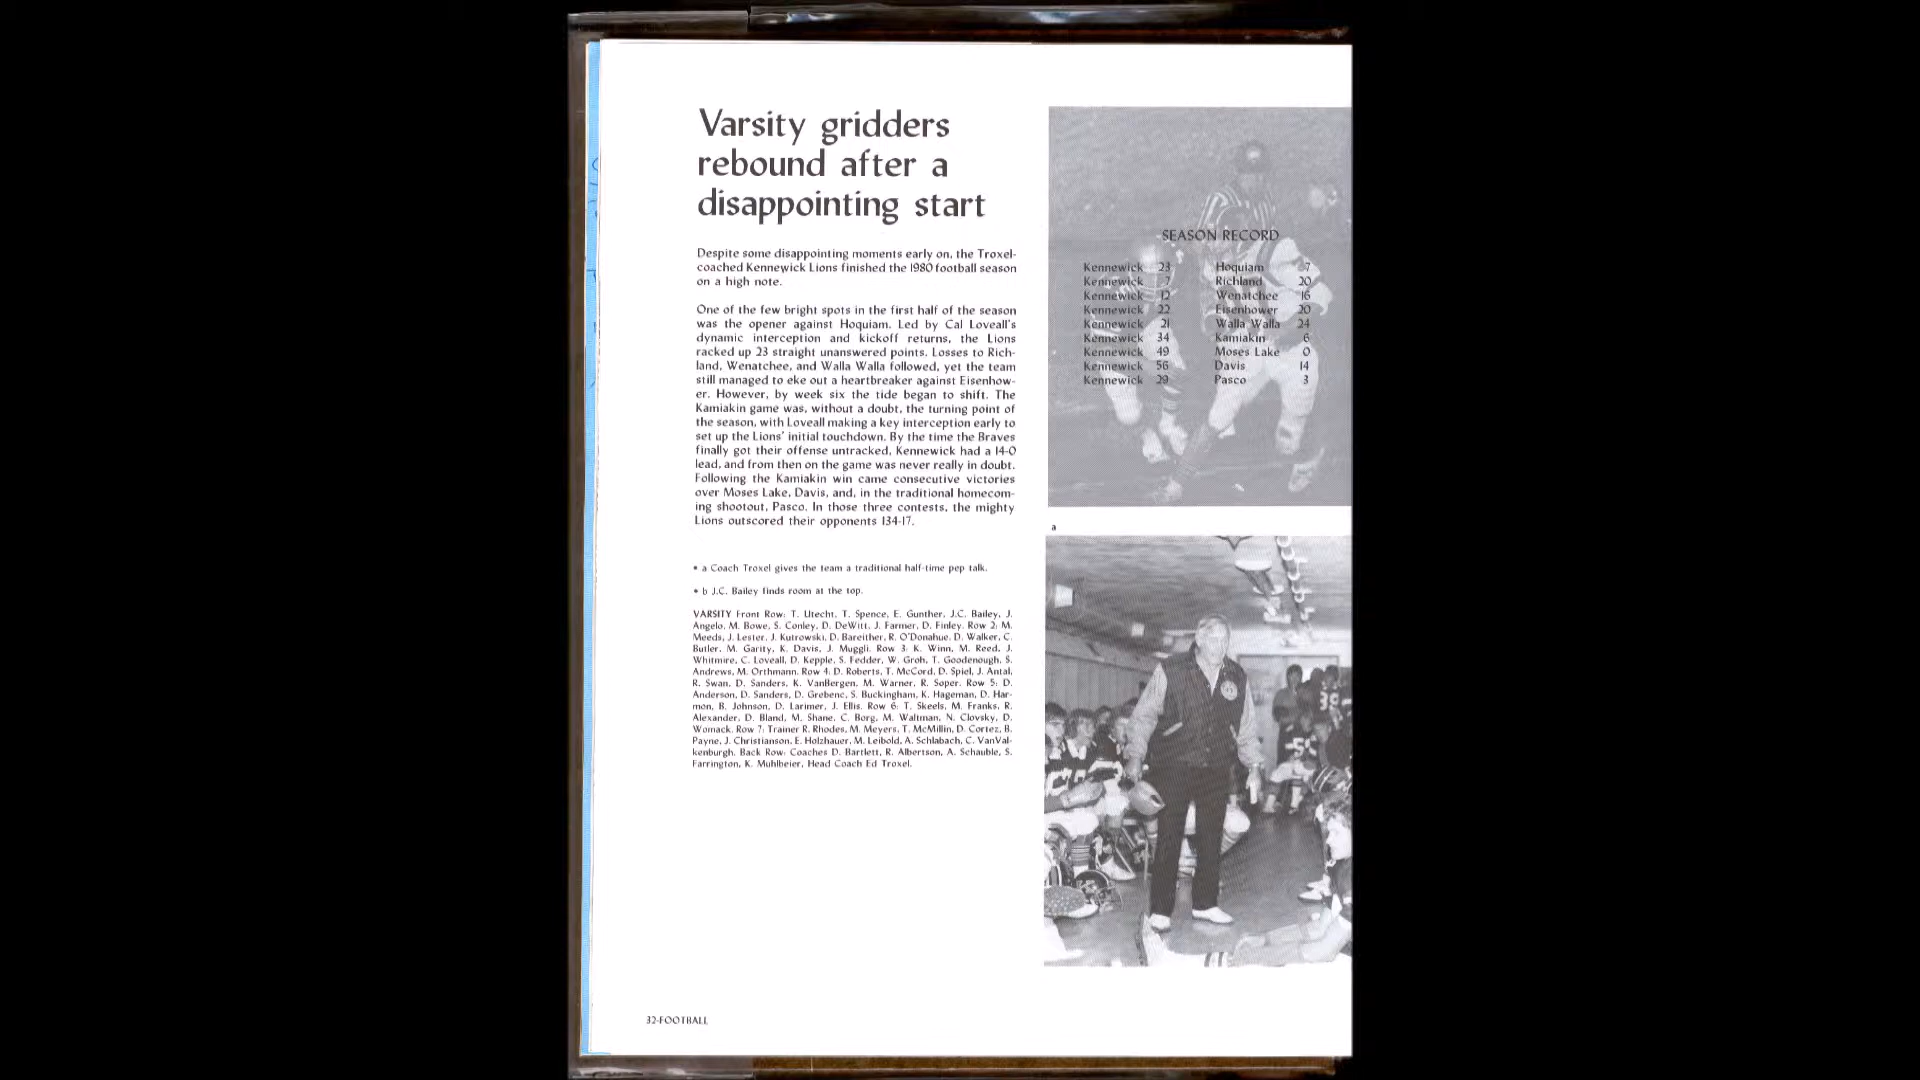 Varsity gridders
rebound after a
disappointing start
Despite some disappointing moments early on, the Troxel-
coached Kennewick Lions finished the 1980 football season
on a high note.
One of the few bright spots in the first half of the season
was the opener against Hoquiam. Led by Cal Loveall's
dynamic interception and kickoff returns, the Lions
racked up 23 straight unanswered points. Losses to Rich-
land, Wenatchee, and Walla Walla followed, yet the team
still managed to eke out a heartbreaker against Eisenhow-
er. However, by week six the tide began to shift. The
Kamiakin game was, without a doubt, the turning point of
the season, with Loveall making a key interception early to
set up the Lions' initial touchdown. By the time the Braves
finally got their offense untracked, Kennewick had a 14-0
lead, and from then on the game was never really in doubt.
Following the Kamiakin win came consecutive victories
over Moses Lake, Davis, and, in the traditional homecom-
ing shootout, Pasco. In those three contests, the mighty
Lions outscored their opponents 134-17.
• a Coach Troxel gives the team a traditional half-time pep talk.
• b J.C. Bailey finds room at the top.
VARSITY Front Row: T. Utecht, T. Spence, E. Gunther, J.C. Bailey, J.
Angelo, M. Bowe, S. Conley, D. DeWitt, J. Farmer, D. Finley. Row 2: M.
Meeds, J. Lester, J. Kutrowski, D. Bareither, R. O'Donahue, D. Walker, C.
Butler, M. Garity, K. Davis, J. Muggli. Row 3: K. Winn, M. Reed, J.
Whitmire, C. Loveall, D. Kepple, S. Fedder, W. Groh, T. Goodenough, S.
Andrews, M. Orthmann. Row 4: D. Roberts, T. McCord, D. Spiel, J. Antal,
R. Swan, D. Sanders, K. VanBergen, M. Warner, R. Soper. Row 5: D.
Anderson, D. Sanders, D. Grebenc, S. Buckingham, K. Hageman, D. Har-
mon, B. Johnson, D. Larimer, J. Ellis. Row 6: T. Skeels, M. Franks, R.
Alexander, D. Bland, M. Shane, C. Borg, M. Waltman, N. Clovsky, D.
Womack. Row 7: Trainer R. Rhodes, M. Meyers, T. McMillin, D. Cortez, B.
Payne, J. Christianson, E. Holzhauer, M. Leibold, A. Schlabach, C. VanVal-
kenburgh. Back Row: Coaches D. Bartlett, R. Albertson, A. Schauble, S.
Farrington, K. Muhlbeier, Head Coach Ed Troxel.
32-FOOTBALL
SEASON RECORD
Kennewick 23 Hoquiam 7
Kennewick 7 Richland 20
Kennewick 12 Wenatchee 16
Kennewick 22 Eisenhower 20
Kennewick 21 Walla Walla 24
Kennewick 34 Kamiakin 6
Kennewick 49 Moses Lake 0
Kennewick 56 Davis 14
Kennewick 29 Pasco 3
a